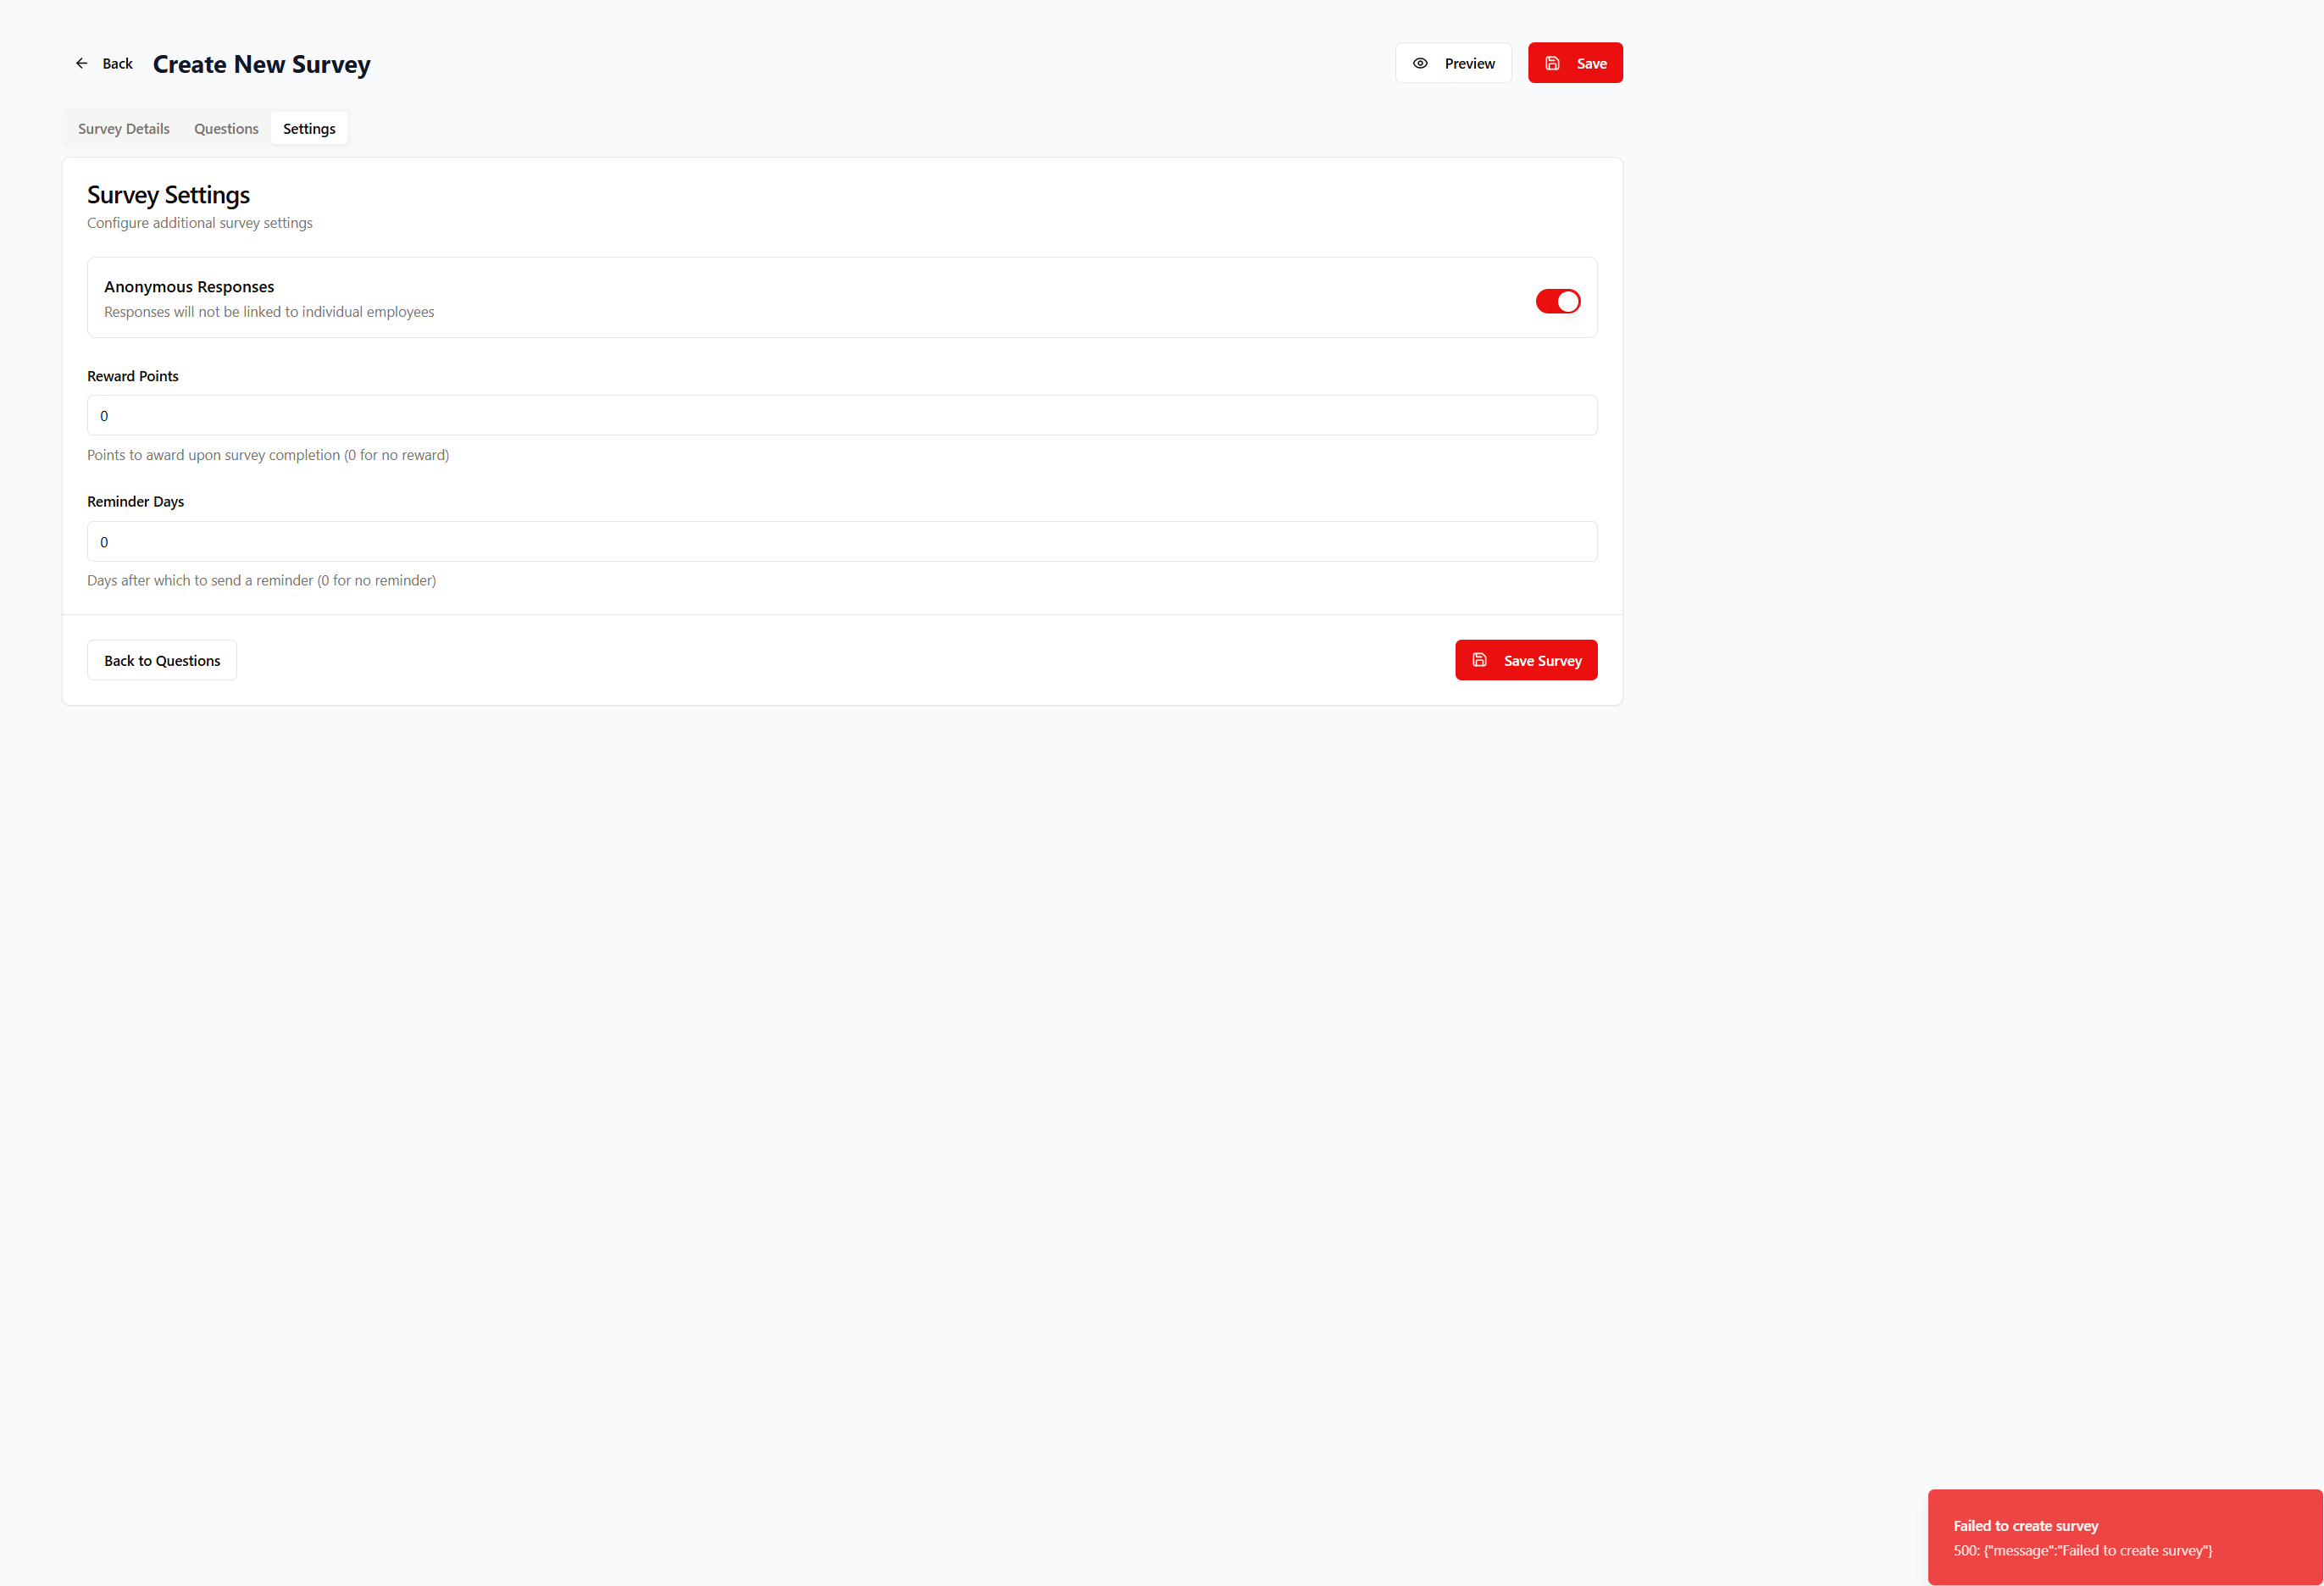 Back
Create New Survey
Preview
Save
Survey Details
Questions
Settings
Survey Settings
Configure additional survey settings
Anonymous Responses
Responses will not be linked to individual employees
Reward Points
0
Points to award upon survey completion (0 for no reward)
Reminder Days
0
Days after which to send a reminder (0 for no reminder)
Back to Questions
Save Survey
Failed to create survey
500: {"message":"Failed to create survey"}